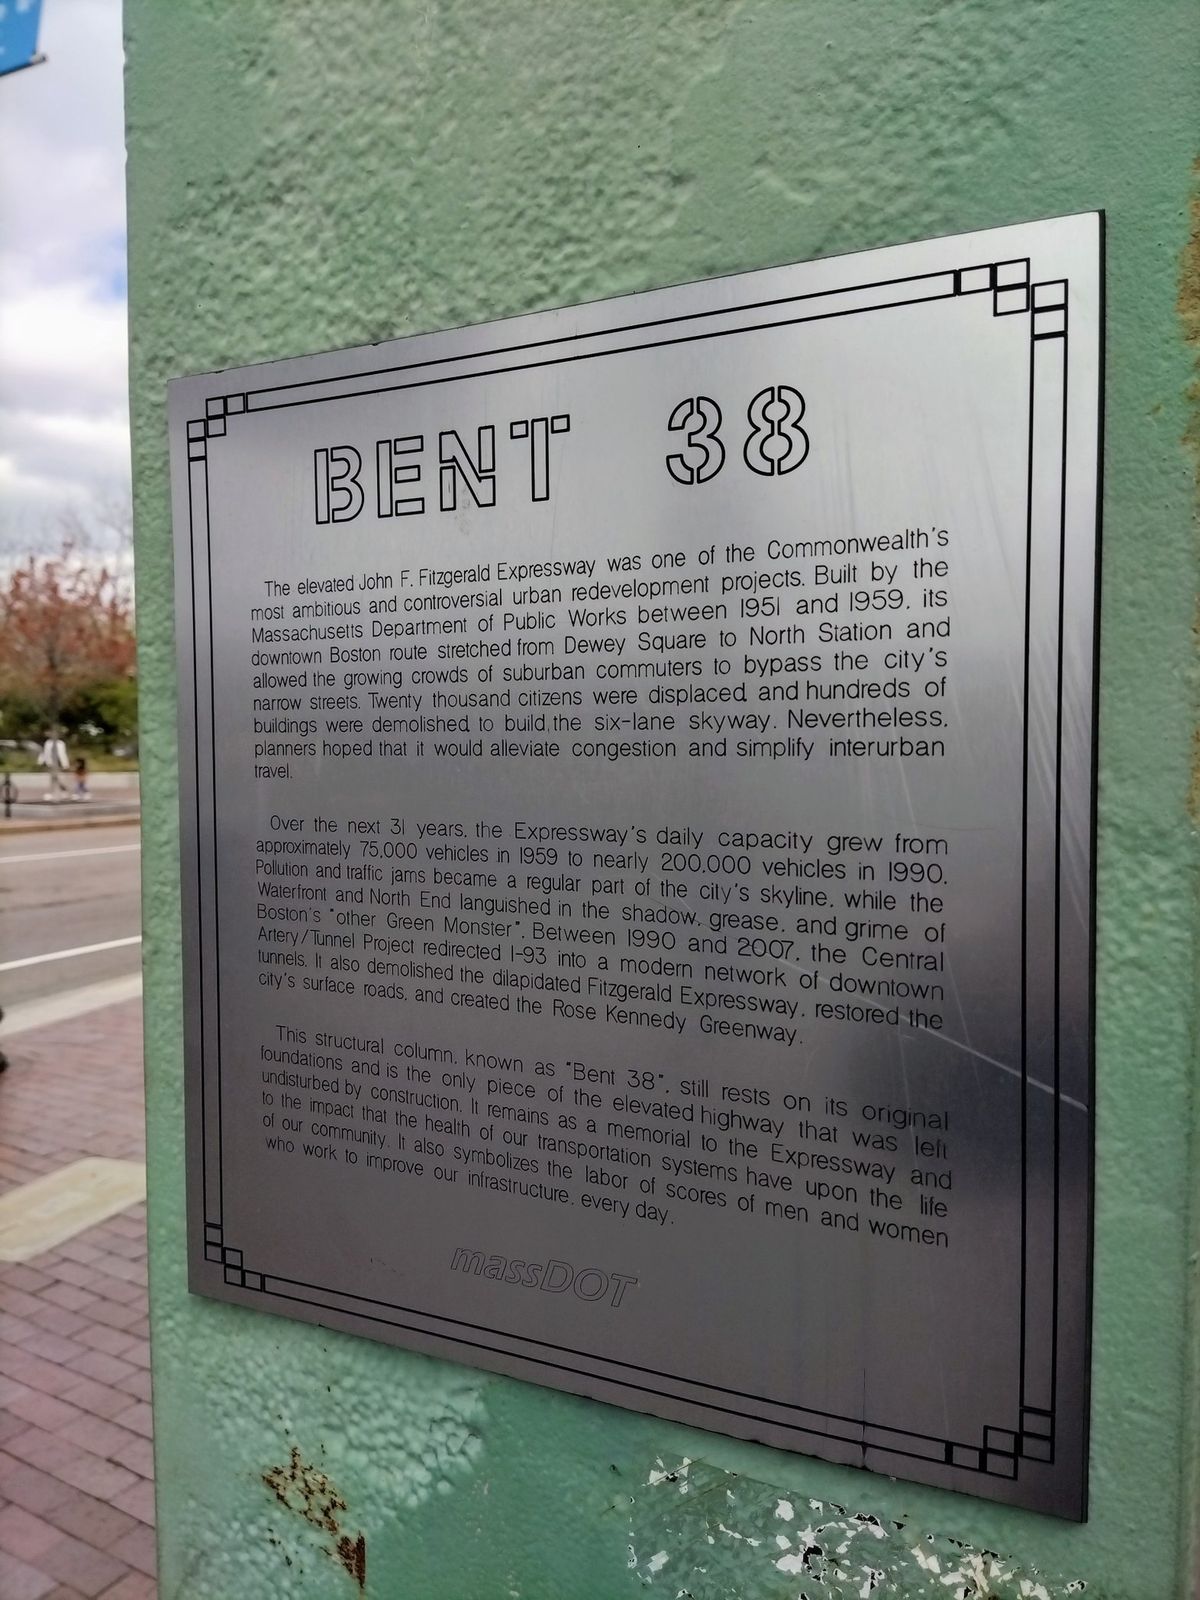 BENT 38
The elevated John F. Fitzgerald Expressway was one of the Commonwealth's
most ambitious and controversial urban redevelopment projects. Built by the
Massachusetts Department of Public Works between 1951 and 1959, its
downtown Boston route stretched from Dewey Square to North Station and
allowed the growing crowds of suburban commuters to bypass the city's
narrow streets. Twenty thousand citizens were displaced and hundreds of
buildings were demolished to build the six-lane skyway. Nevertheless,
planners hoped that it would alleviate congestion and simplify interurban
travel.
Over the next 31 years, the Expressway's daily capacity grew from
approximately 75,000 vehicles in 1959 to nearly 200,000 vehicles in 1990.
Pollution and traffic jams became a regular part of the city's skyline, while the
Waterfront and North End languished in the shadow, grease, and grime of
Boston's "other Green Monster". Between 1990 and 2007, the Central
Artery/Tunnel Project redirected I-93 into a modern network of downtown
tunnels. It also demolished the dilapidated Fitzgerald Expressway, restored the
city's surface roads, and created the Rose Kennedy Greenway.
This structural column, known as "Bent 38", still rests on its original
foundations and is the only piece of the elevated highway that was left
undisturbed by construction. It remains as a memorial to the Expressway and
to the impact that the health of our transportation systems have upon the life
of our community. It also symbolizes the labor of scores of men and women
who work to improve our infrastructure, every day.
massDOT